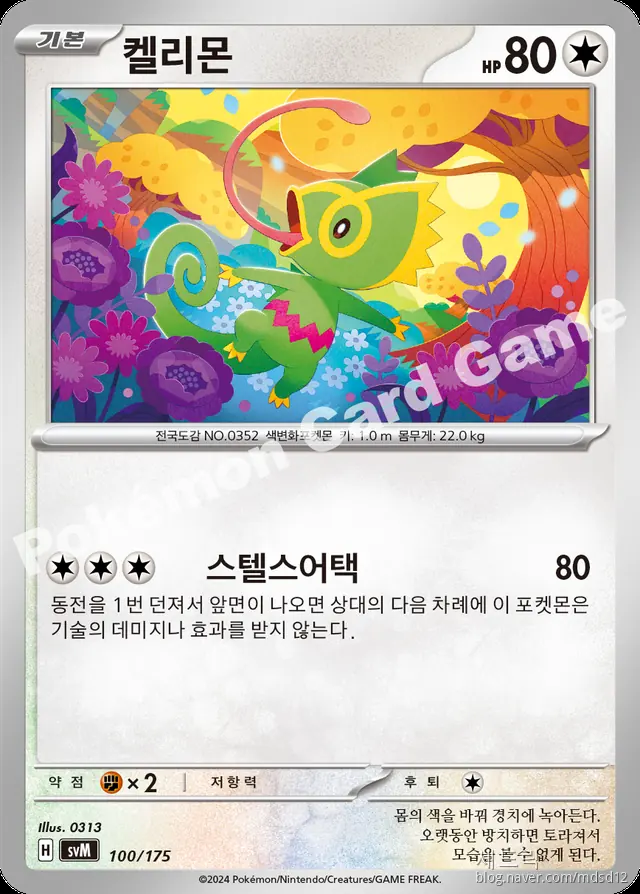 기본 켈리몬 HP 80
전국도감 NO.0352 색변화포켓몬 키: 1.0 m 몸무게: 22.0 kg
Pokémon Card Game
스텔스어택 80
동전을 1번 던져서 앞면이 나오면 상대의 다음 차례에 이 포켓몬은
기술의 데미지나 효과를 받지 않는다.
약점 ×2 저항력 후퇴
몸의 색을 바꿔 경치에 녹아든다.
오랫동안 방치하면 토라져서
모습을 볼 수 없게 된다.
Illus. 0313
H svM 100/175
©2024 Pokémon/Nintendo/Creatures/GAME FREAK.
blog.naver.com/mdsd12